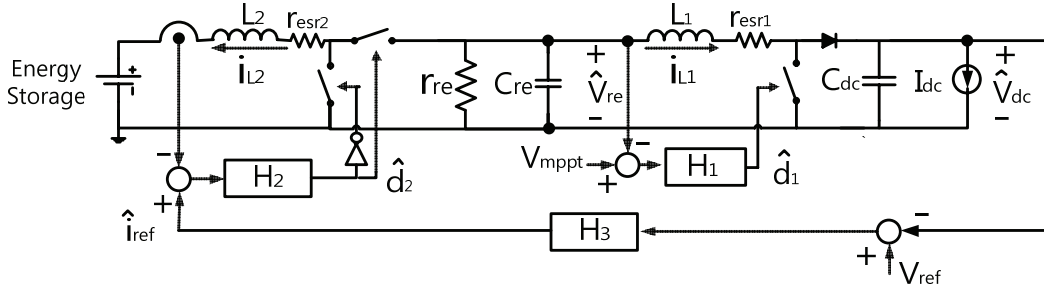 L2
resr2
L1
resr1
iL2
iL1
Energy
Storage
+
rre
Cre
+
V̂re
−
Cdc
Idc
+
V̂dc
−
−
H2
d̂2
Vmppt
−
+
H1
d̂1
+
îref
H3
−
+
Vref